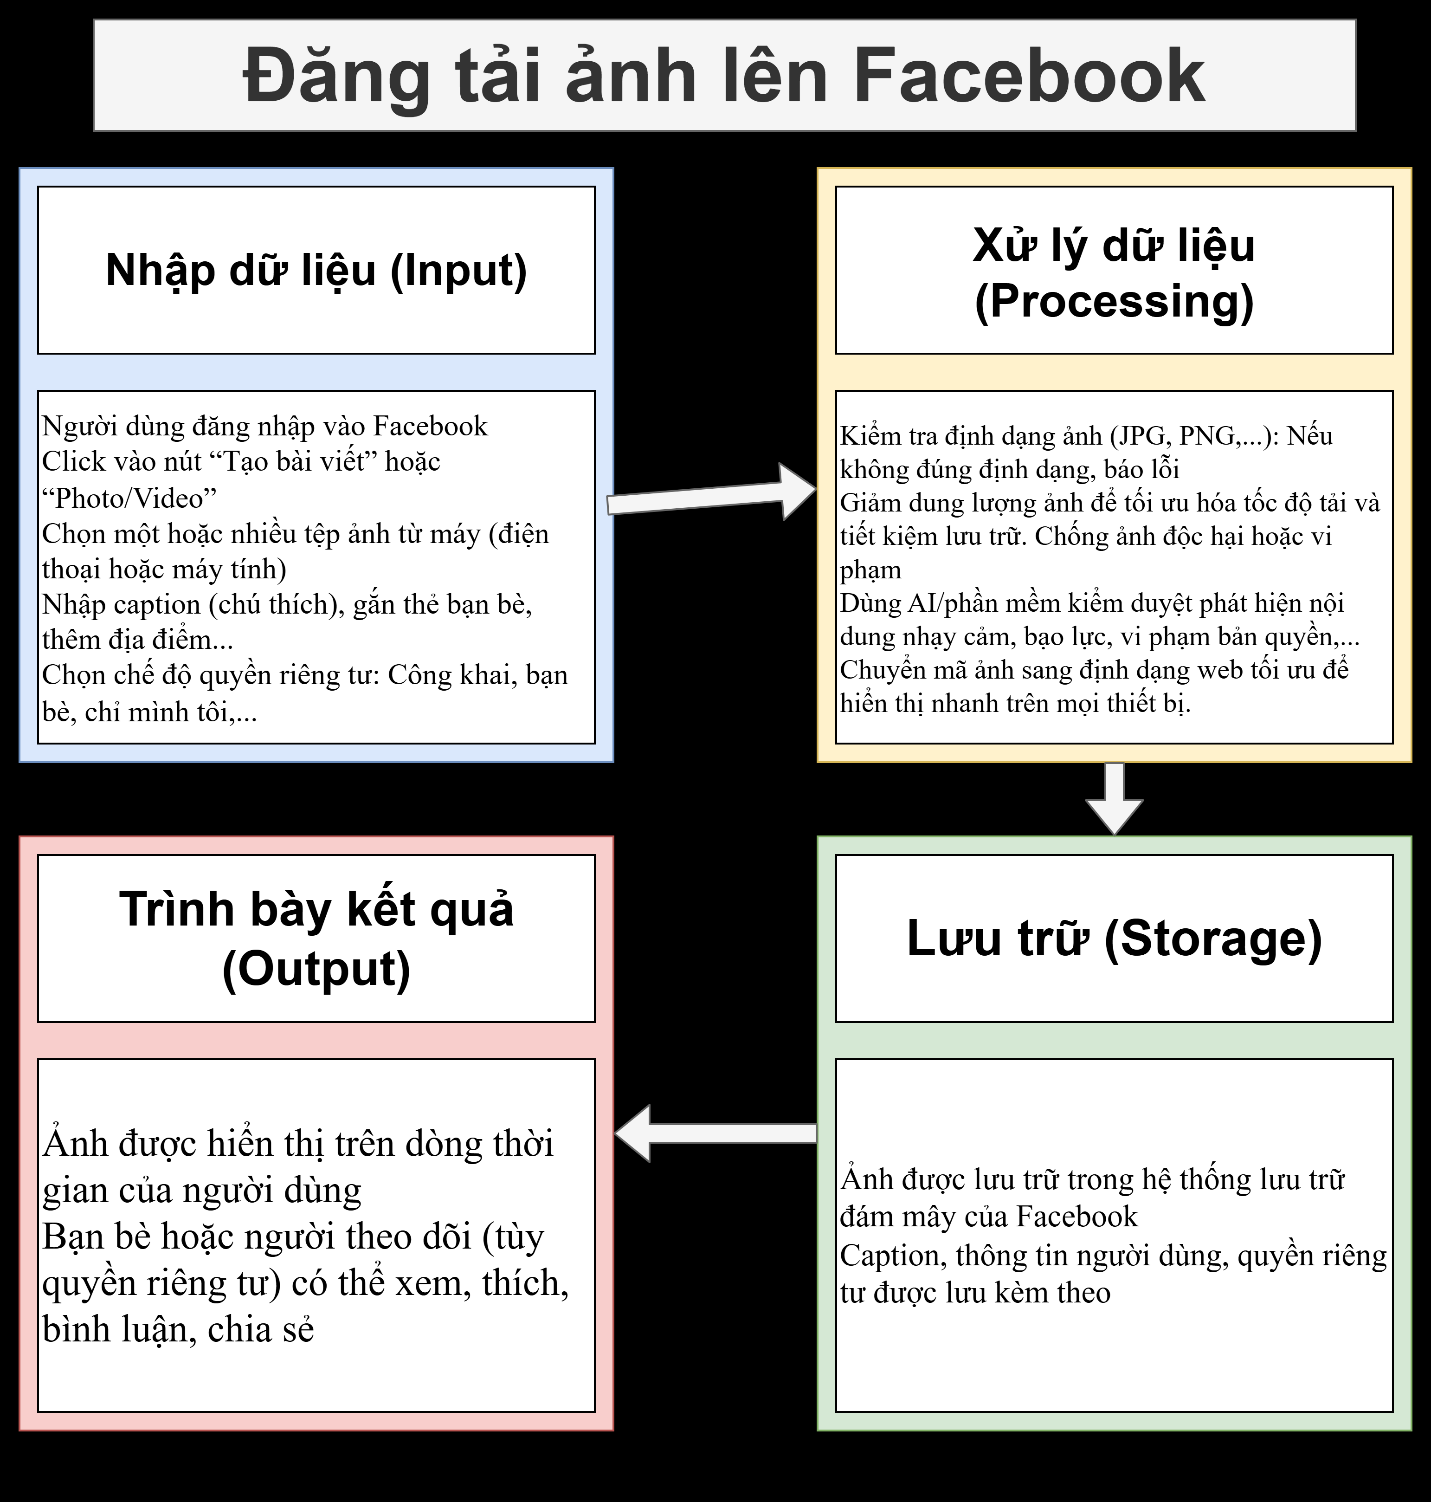 Đăng tải ảnh lên Facebook
Nhập dữ liệu (Input)
Người dùng đăng nhập vào Facebook
Click vào nút “Tạo bài viết” hoặc
“Photo/Video”
Chọn một hoặc nhiều tệp ảnh từ máy (điện
thoại hoặc máy tính)
Nhập caption (chú thích), gắn thẻ bạn bè,
thêm địa điểm...
Chọn chế độ quyền riêng tư: Công khai, bạn
bè, chỉ mình tôi,...
Xử lý dữ liệu
(Processing)
Kiểm tra định dạng ảnh (JPG, PNG,...): Nếu
không đúng định dạng, báo lỗi
Giảm dung lượng ảnh để tối ưu hóa tốc độ tải và
tiết kiệm lưu trữ. Chống ảnh độc hại hoặc vi
phạm
Dùng AI/phần mềm kiểm duyệt phát hiện nội
dung nhạy cảm, bạo lực, vi phạm bản quyền,...
Chuyển mã ảnh sang định dạng web tối ưu để
hiển thị nhanh trên mọi thiết bị.
Lưu trữ (Storage)
Ảnh được lưu trữ trong hệ thống lưu trữ
đám mây của Facebook
Caption, thông tin người dùng, quyền riêng
tư được lưu kèm theo
Trình bày kết quả
(Output)
Ảnh được hiển thị trên dòng thời
gian của người dùng
Bạn bè hoặc người theo dõi (tùy
quyền riêng tư) có thể xem, thích,
bình luận, chia sẻ